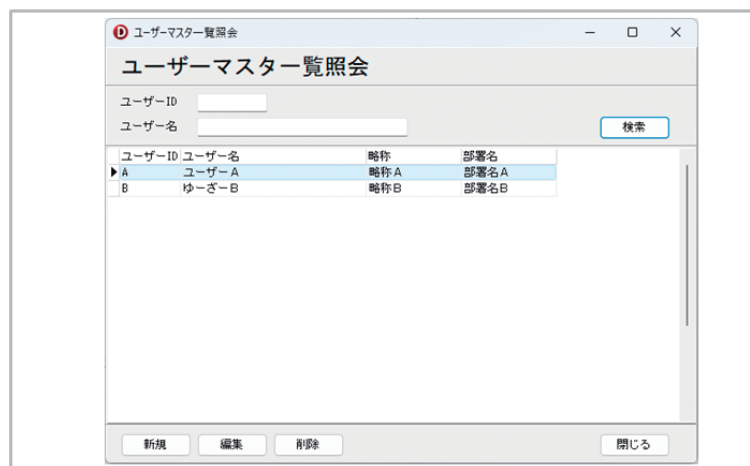 ユーザーマスター覧照会
ユーザーマスター覧照会
ユーザーID
ユーザー名
検索
ユーザーID ユーザー名 略称 部署名
A ユーザーA 略称A 部署名A
B ゆーざーB 略称B 部署名B
新規 編集 削除 閉じる